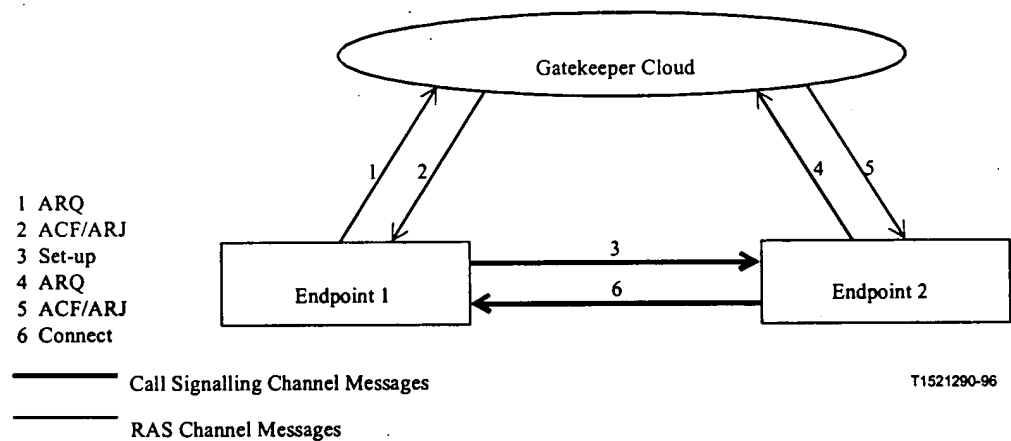 Gatekeeper Cloud
1
2
4
5
1 ARQ
2 ACF/ARJ
3 Set-up
4 ARQ
5 ACF/ARJ
6 Connect
3
Endpoint 1
6
Endpoint 2
Call Signalling Channel Messages
T1521290-96
RAS Channel Messages